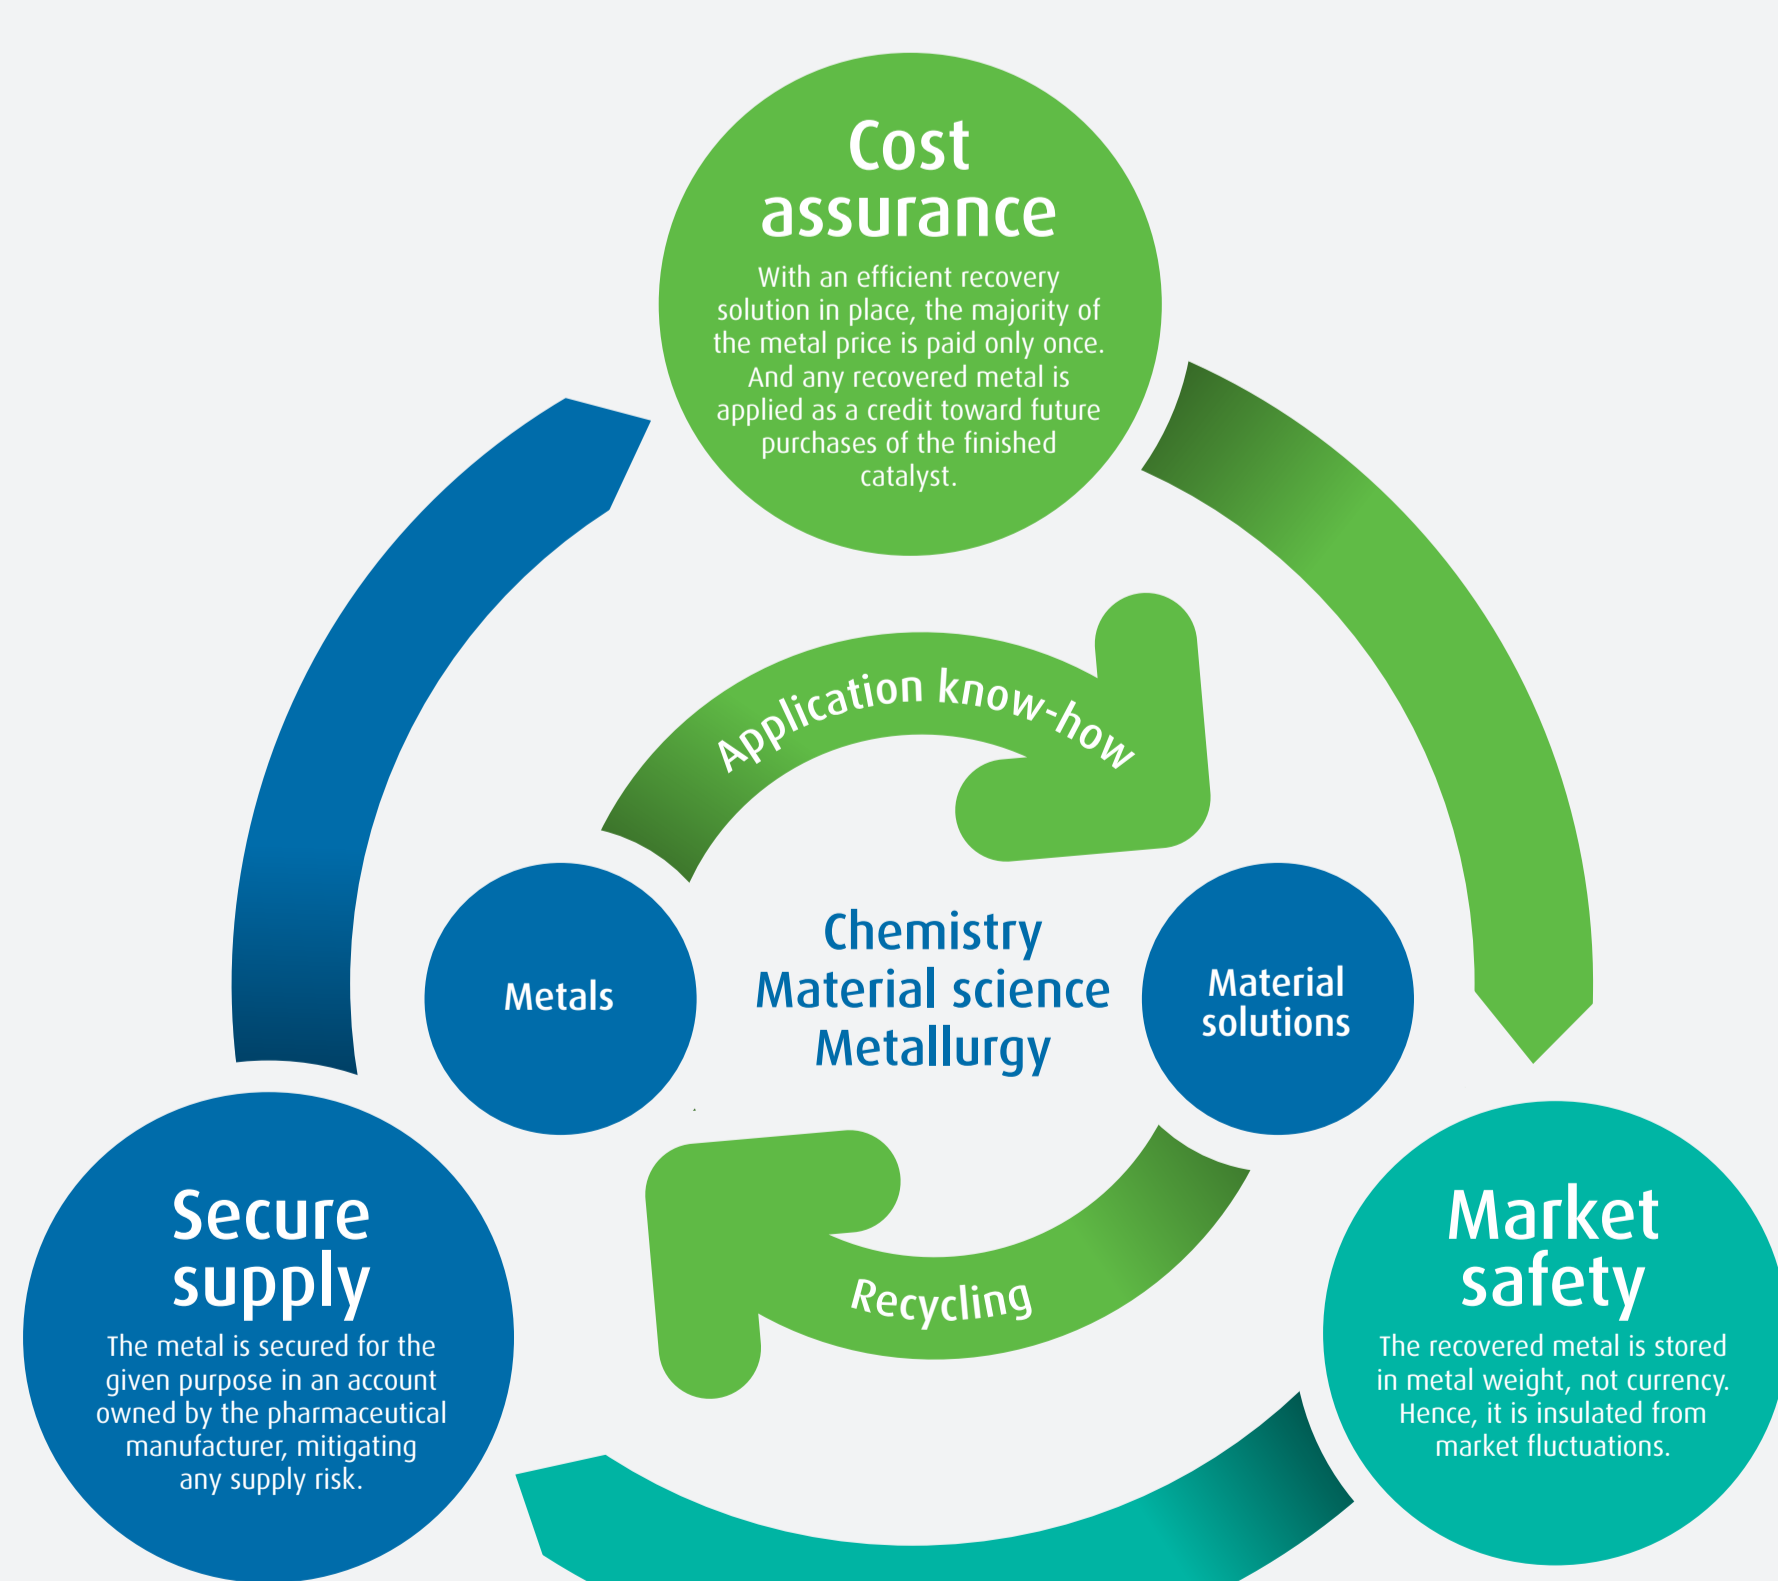 Cost
assurance
With an efficient recovery
solution in place, the majority of
the metal price is paid only once.
And any recovered metal is
applied as a credit toward future
purchases of the finished
catalyst.
Application know-how
Metals
Chemistry
Material science
Metallurgy
Material
solutions
Recycling
Secure
supply
The metal is secured for the
given purpose in an account
owned by the pharmaceutical
manufacturer, mitigating
any supply risk.
Market
safety
The recovered metal is stored
in metal weight, not currency.
Hence, it is insulated from
market fluctuations.